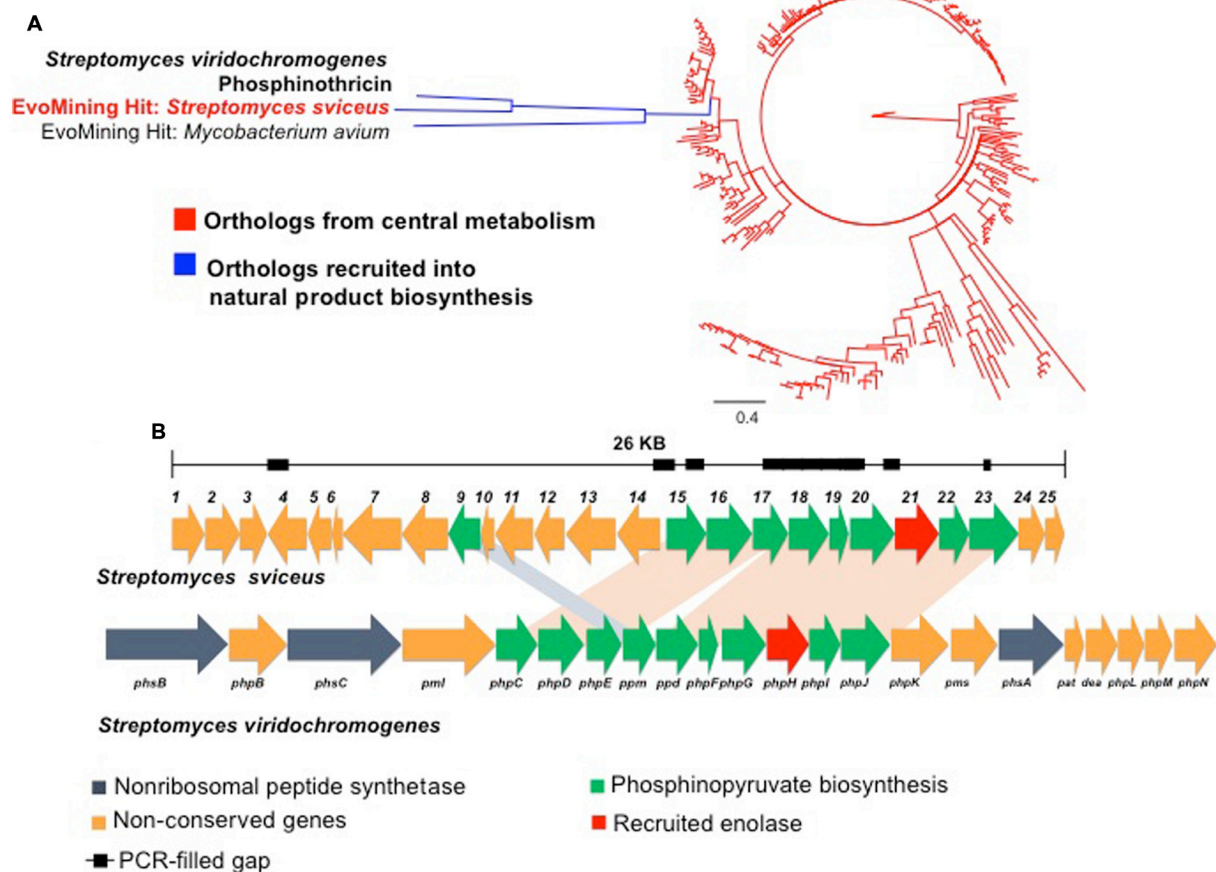 A
Streptomyces viridochromogenes
Phosphinothricin
EvoMining Hit: Streptomyces sviceus
EvoMining Hit: Mycobacterium avium
Orthologs from central metabolism
Orthologs recruited into
natural product biosynthesis
0.4
B
26 KB
1 2 3 4 5 6 7 8 9 10 11 12 13 14 15 16 17 18 19 20 21 22 23 24 25
Streptomyces sviceus
phsB phpB phsC pmI phpC phpD phpE ppm ppd phpF phpG phpH phpI phpJ phpK pms phsA pat dea phpL phpM phpN
Streptomyces viridochromogenes
Nonribosomal peptide synthetase
Non-conserved genes
PCR-filled gap
Phosphinopyruvate biosynthesis
Recruited enolase